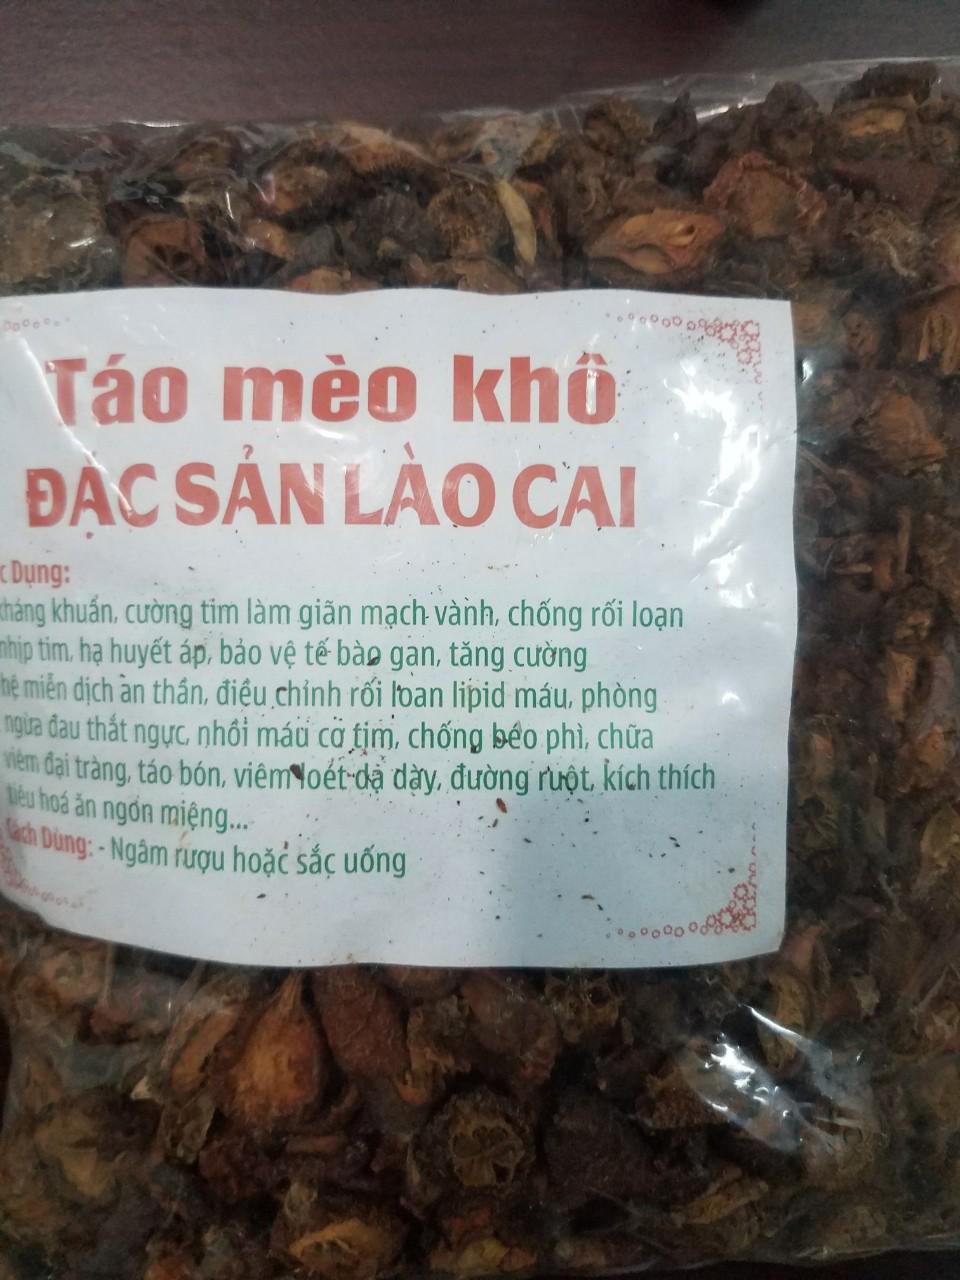 Táo mèo khô
ĐẶC SẢN LÀO CAI
c Dụng:
kháng khuẩn, cường tim làm giãn mạch vành, chống rối loạn
nhịp tim, hạ huyết áp, bảo vệ tế bào gan, tăng cường
hệ miễn dịch an thần, điều chỉnh rối loan lipid máu, phòng
ngừa đau thắt ngực, nhồi máu cơ tim, chống béo phì, chữa
viêm đại tràng, táo bón, viêm loét dạ dày, đường ruột, kích thích
tiêu hoá ăn ngon miệng...
Cách Dùng: - Ngâm rượu hoặc sắc uống